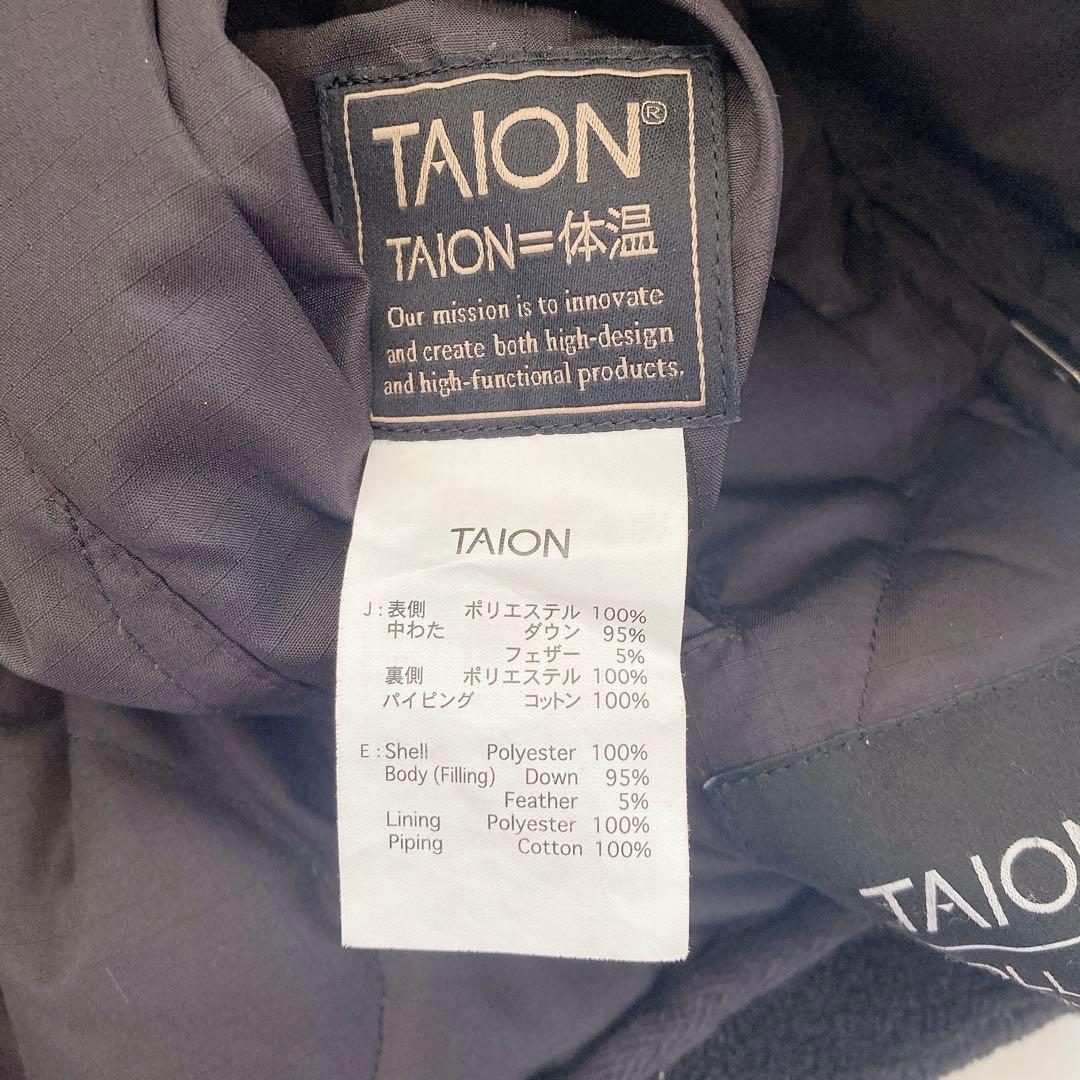 TAION®
TAION=体温
Our mission is to innovate
and create both high-design
and high-functional products.
TAION
J:表側 ポリエステル 100%
中わた ダウン 95%
フェザー 5%
裏側 ポリエステル 100%
パイピング コットン 100%
E:Shell Polyester 100%
Body (Filling) Down 95%
Feather 5%
Lining Polyester 100%
Piping Cotton 100%
TAION